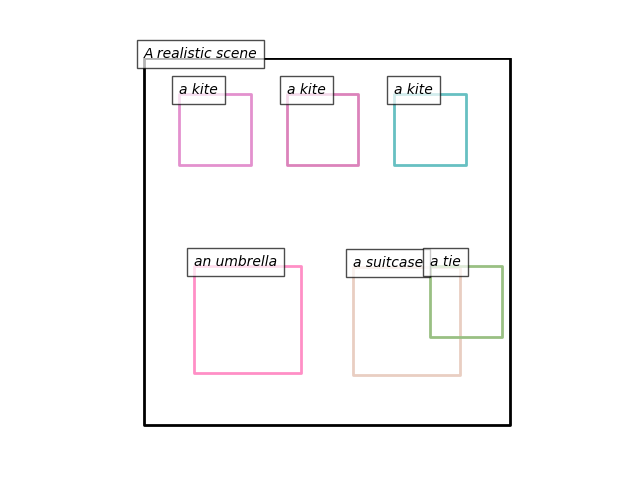 A realistic scene
a kite
a kite
a kite
an umbrella
a suitcase
a tie